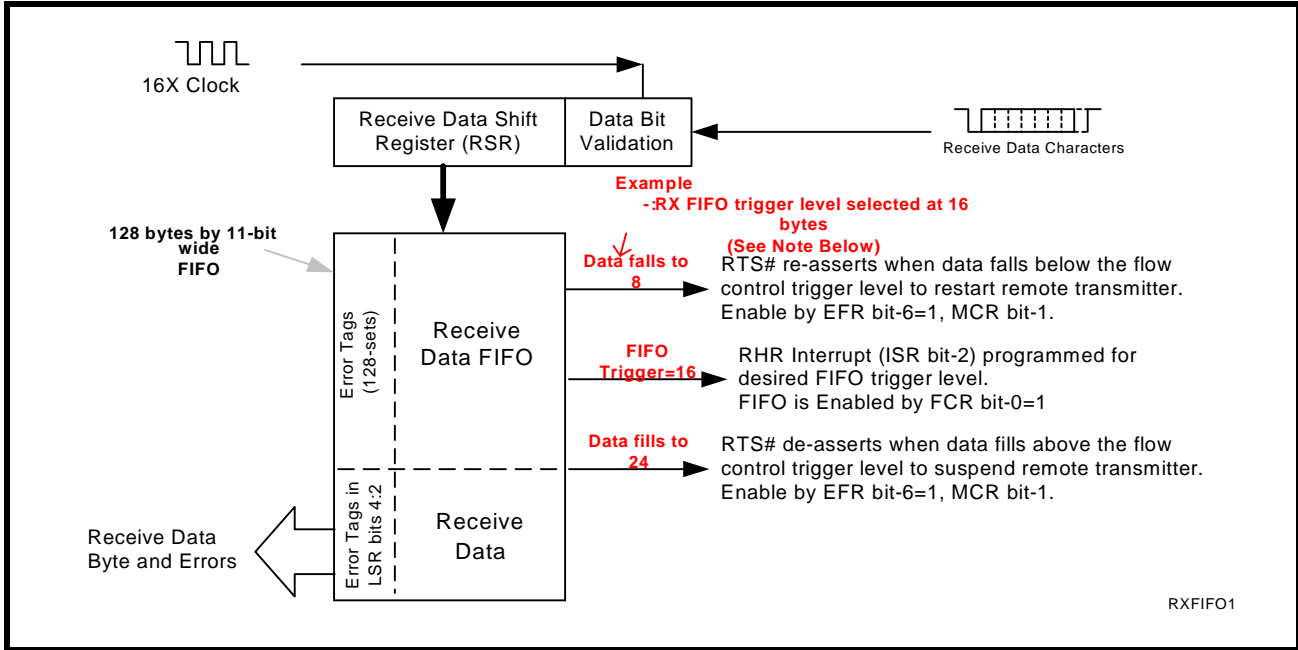 16X Clock
Receive Data Shift
Register (RSR)
Data Bit
Validation
Receive Data Characters
Example
-:RX FIFO trigger level selected at 16
bytes
(See Note Below)
128 bytes by 11-bit
wide
FIFO
Data falls to
8
RTS# re-asserts when data falls below the flow
control trigger level to restart remote transmitter.
Enable by EFR bit-6=1, MCR bit-1.
Error Tags
(128-sets)
Receive
Data FIFO
FIFO
Trigger=16
RHR Interrupt (ISR bit-2) programmed for
desired FIFO trigger level.
FIFO is Enabled by FCR bit-0=1
Data fills to
24
RTS# de-asserts when data fills above the flow
control trigger level to suspend remote transmitter.
Enable by EFR bit-6=1, MCR bit-1.
Error Tags in
LSR bits 4:2
Receive
Data
Receive Data
Byte and Errors
RXFIFO1